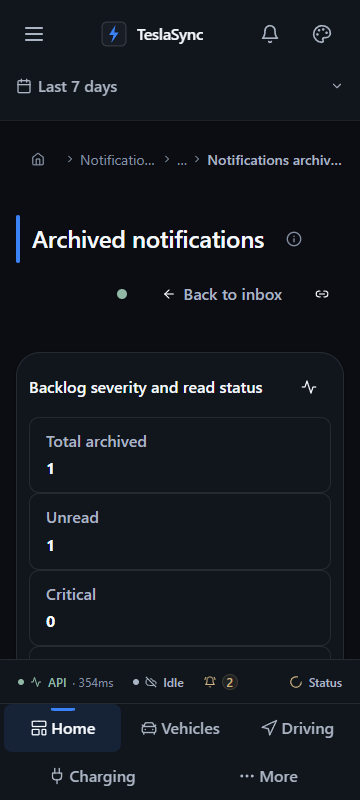 TeslaSync
Last 7 days
Notificatio... > ... > Notifications archiv...
Archived notifications
Back to inbox
Backlog severity and read status
Total archived
1
Unread
1
Critical
0
API · 354ms Idle 2 Status
Home Vehicles Driving
Charging More